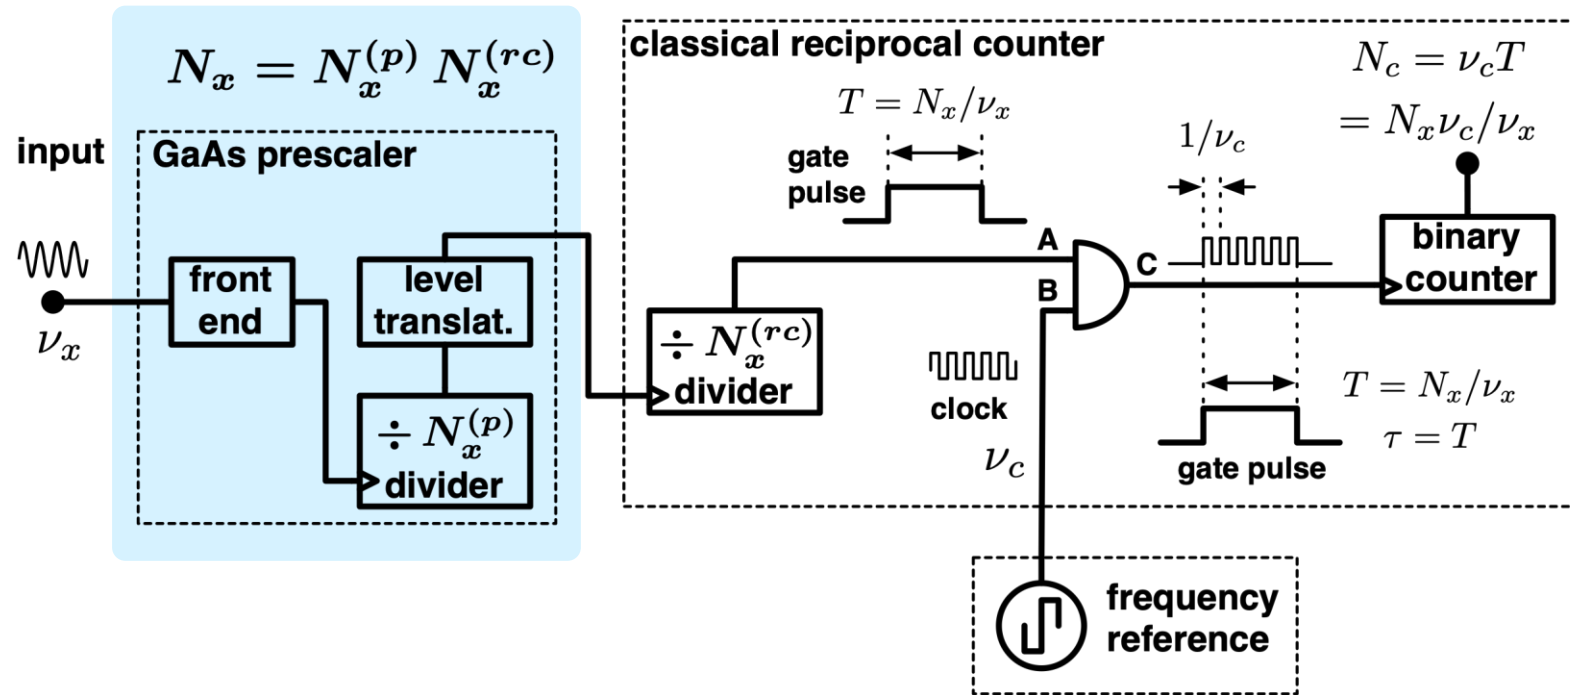 N_x = N_x^{(p)} N_x^{(rc)}
input
GaAs prescaler
ν_x
front
end
level
translat.
÷ N_x^{(p)}
divider
classical reciprocal counter
T = N_x/ν_x
gate
pulse
÷ N_x^{(rc)}
divider
A
B
C
clock
ν_c
1/ν_c
N_c = ν_c T
= N_x ν_c/ν_x
binary
counter
T = N_x/ν_x
τ = T
gate pulse
frequency
reference